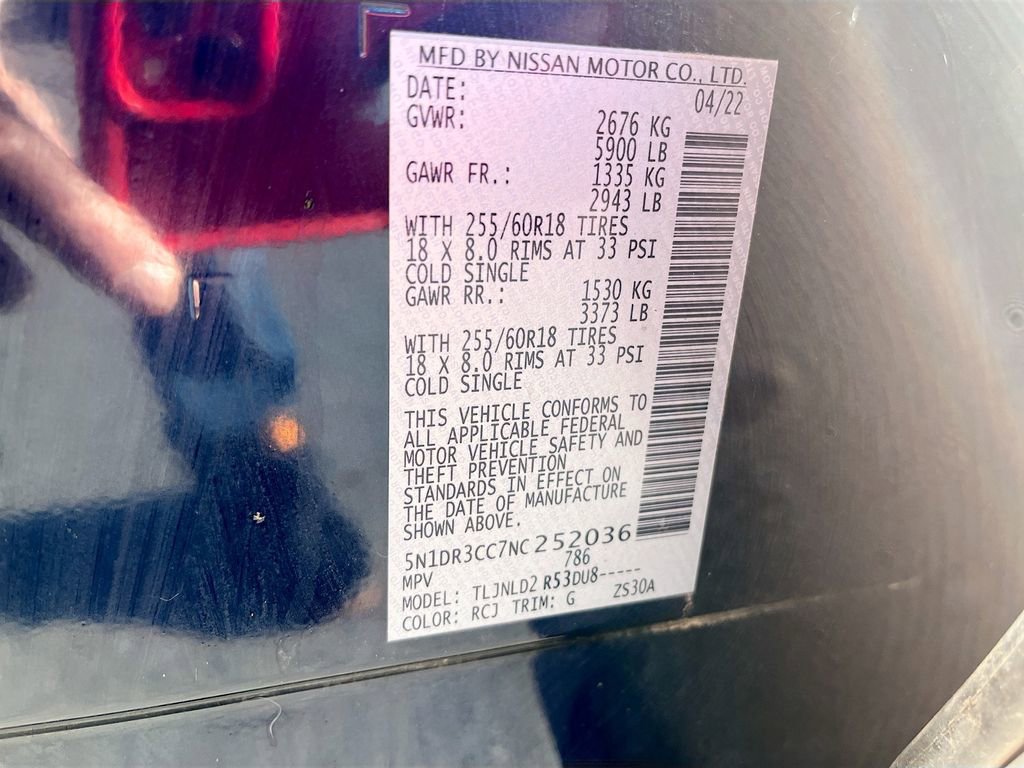 MFD BY NISSAN MOTOR CO., LTD.
DATE: 04/22
GVWR: 2676 KG
5900 LB
GAWR FR.: 1335 KG
2943 LB
WITH 255/60R18 TIRES
18 X 8.0 RIMS AT 33 PSI
COLD SINGLE
GAWR RR.: 1530 KG
3373 LB
WITH 255/60R18 TIRES
18 X 8.0 RIMS AT 33 PSI
COLD SINGLE
THIS VEHICLE CONFORMS TO
ALL APPLICABLE FEDERAL
MOTOR VEHICLE SAFETY AND
THEFT PREVENTION
STANDARDS IN EFFECT ON
THE DATE OF MANUFACTURE
SHOWN ABOVE.
5N1DR3CC7NC252036
MPV 786
MODEL: TLJNLD2 R53DU8-----
COLOR: RCJ TRIM: G ZS30A